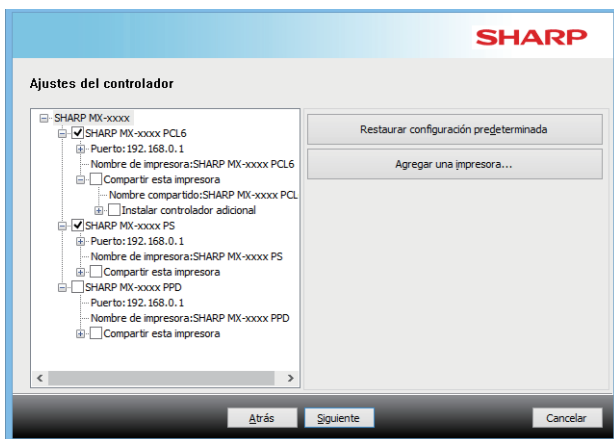 SHARP
Ajustes del controlador
SHARP MX-xxxx
SHARP MX-xxxx PCL6
Puerto:192.168.0.1
Nombre de impresora:SHARP MX-xxxx PCL6
Compartir esta impresora
Nombre compartido:SHARP MX-xxxx PCL
Instalar controlador adicional
SHARP MX-xxxx PS
Puerto:192.168.0.1
Nombre de impresora:SHARP MX-xxxx PS
Compartir esta impresora
SHARP MX-xxxx PPD
Puerto:192.168.0.1
Nombre de impresora:SHARP MX-xxxx PPD
Compartir esta impresora
Restaurar configuración predeterminada
Agregar una impresora...
Atrás
Siguiente
Cancelar